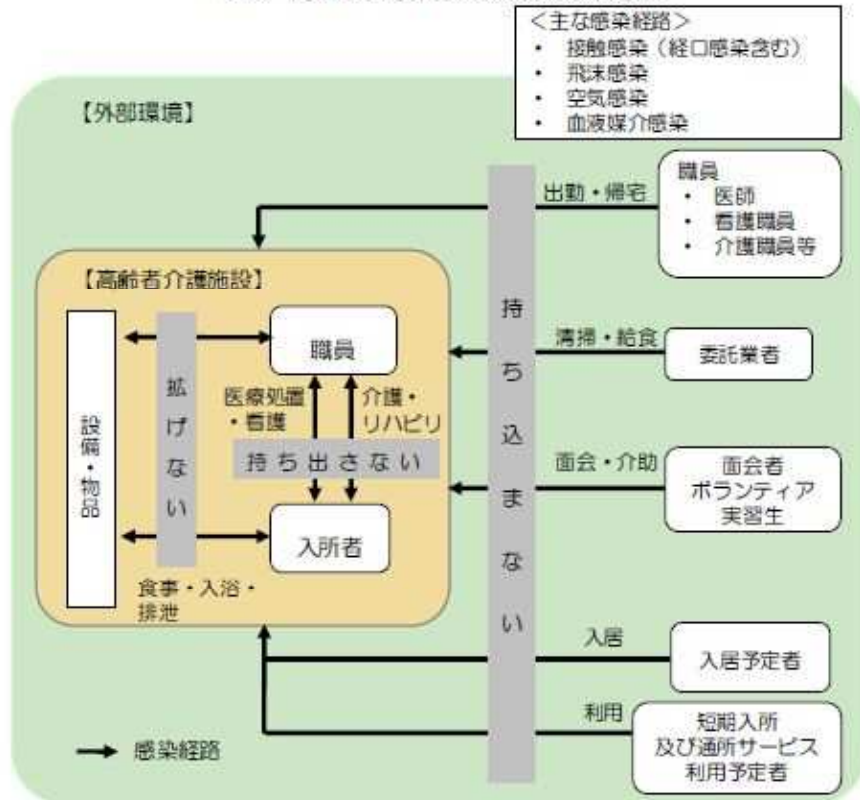 ＜主な感染経路＞
・ 接触感染（経口感染含む）
・ 飛沫感染
・ 空気感染
・ 血液媒介感染
【外部環境】
職員
・ 医師
・ 看護職員
・ 介護職員等
出勤・帰宅
【高齢者介護施設】
持ち込まない
清掃・給食
委託業者
職員
拡げない
設備・物品
医療処置
・看護
介護・
リハビリ
持ち出さない
面会・介助
面会者
ボランティア
実習生
入所者
食事・入浴・
排泄
入居
入居予定者
利用
短期入所
及び通所サービス
利用予定者
感染経路